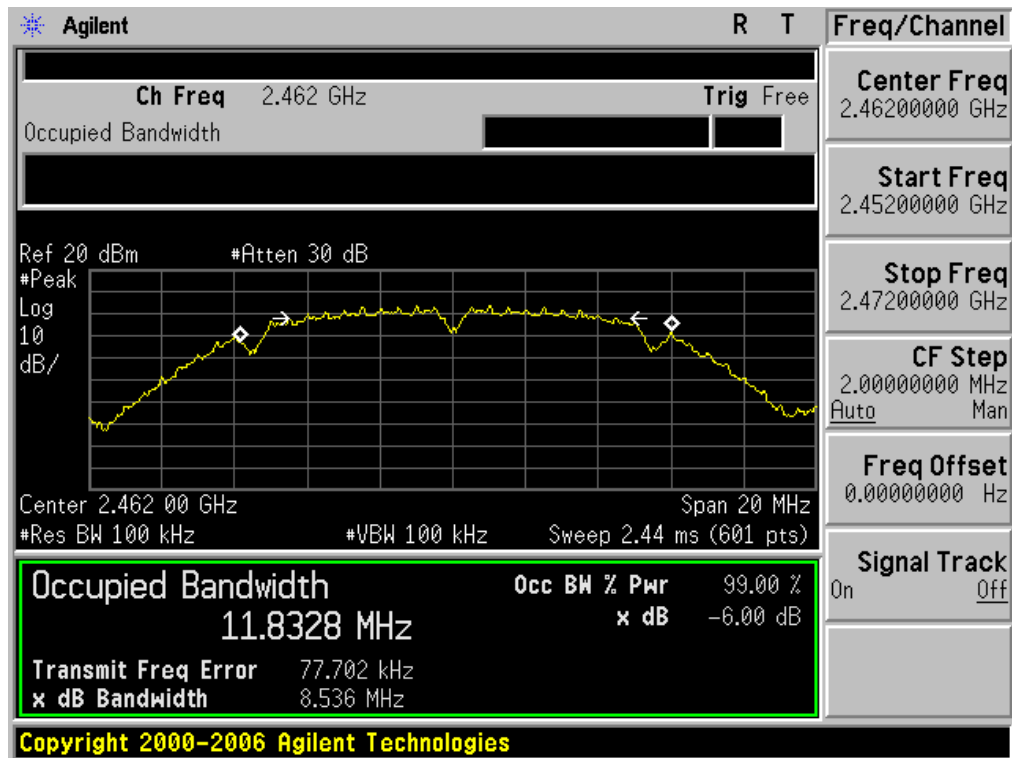 Agilent R T
Ch Freq 2.462 GHz Trig Free
Occupied Bandwidth
Ref 20 dBm #Atten 30 dB
#Peak
Log
10
dB/
Center 2.462 00 GHz Span 20 MHz
#Res BW 100 kHz #VBW 100 kHz Sweep 2.44 ms (601 pts)
Occupied Bandwidth Occ BW % Pwr 99.00 %
11.8328 MHz x dB -6.00 dB
Transmit Freq Error 77.702 kHz
x dB Bandwidth 8.536 MHz
Copyright 2000-2006 Agilent Technologies
Freq/Channel
Center Freq
2.46200000 GHz
Start Freq
2.45200000 GHz
Stop Freq
2.47200000 GHz
CF Step
2.00000000 MHz
Auto Man
Freq Offset
0.00000000 Hz
Signal Track
On Off